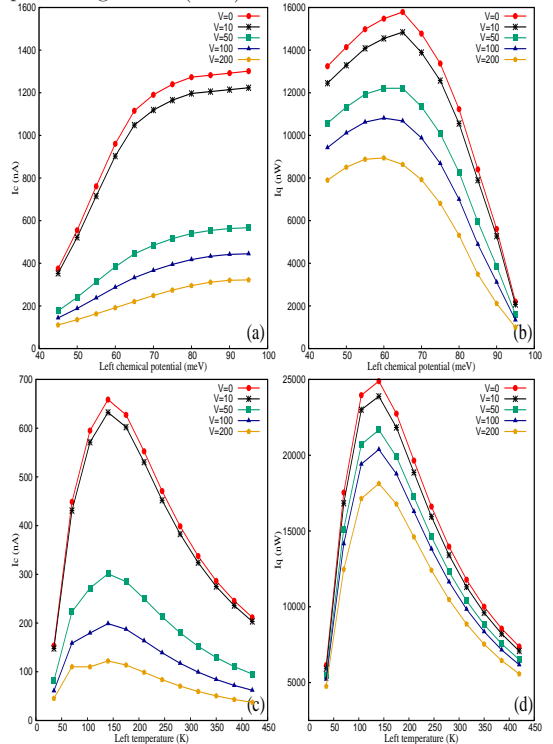 V=0
V=10
V=50
V=100
V=200
1600
1400
1200
1000
800
600
400
200
0
40
50
60
70
80
90
100
Ic (nA)
Left chemical potential (meV)
(a)
V=0
V=10
V=50
V=100
V=200
16000
14000
12000
10000
8000
6000
4000
2000
0
40
50
60
70
80
90
100
Iq (nW)
Left chemical potential (meV)
(b)
V=0
V=10
V=50
V=100
V=200
700
600
500
400
300
200
100
0
0
50
100
150
200
250
300
350
400
450
Ic (nA)
Left temperature (K)
(c)
V=0
V=10
V=50
V=100
V=200
25000
20000
15000
10000
5000
0
50
100
150
200
250
300
350
400
450
Iq (nW)
Left temperature (K)
(d)